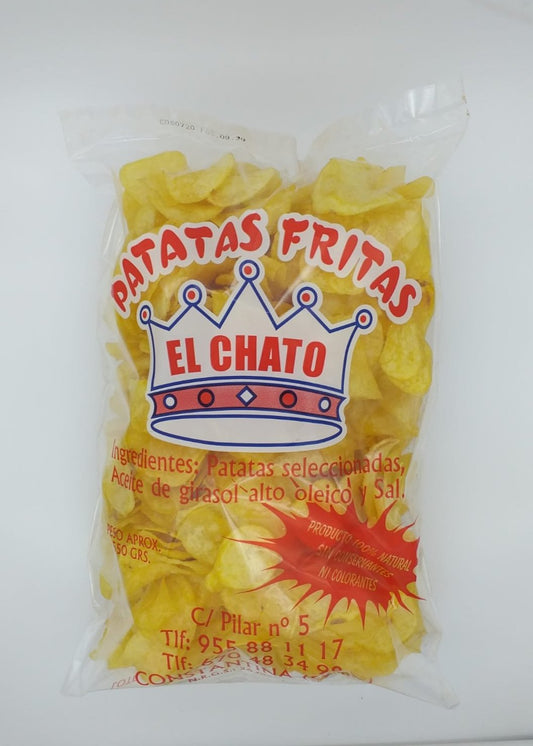 PATATAS FRITAS
EL CHATO
Ingredientes: Patatas seleccionadas,
Aceite de girasol alto oleico y Sal.
PESO APROX.
PRODUCTO 100% NATURAL
SIN CONSERVANTES
NI COLORANTES
C/ Pilar nº 5
Tlf: 955 88 11 17
Tlf: